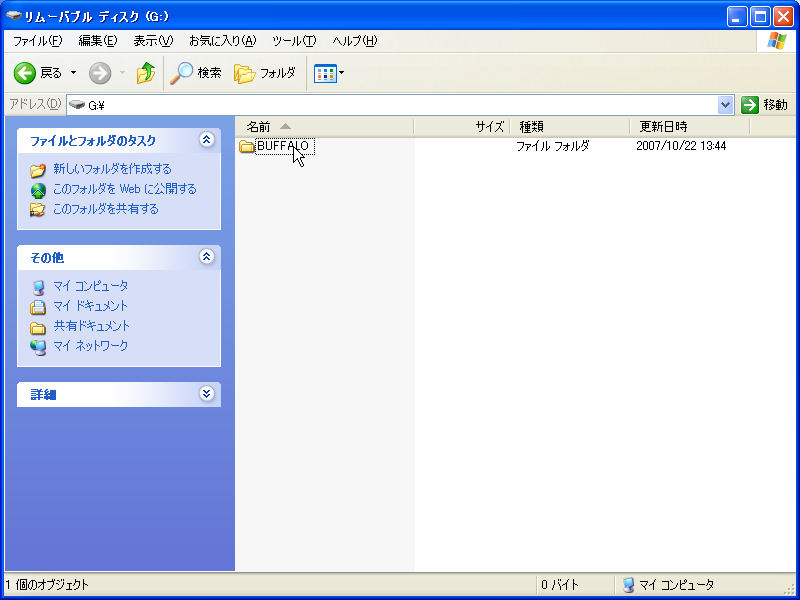 リムーバブル ディスク (G:)
ファイル(F) 編集(E) 表示(V) お気に入り(A) ツール(T) ヘルプ(H)
戻る 検索 フォルダ
アドレス(D) G:¥ 移動
ファイルとフォルダのタスク
新しいフォルダを作成する
このフォルダを Web に公開する
このフォルダを共有する
その他
マイ コンピュータ
マイ ドキュメント
共有ドキュメント
マイ ネットワーク
詳細
名前 サイズ 種類 更新日時
BUFFALO ファイル フォルダ 2007/10/22 13:44
1 個のオブジェクト 0 バイト マイ コンピュータ